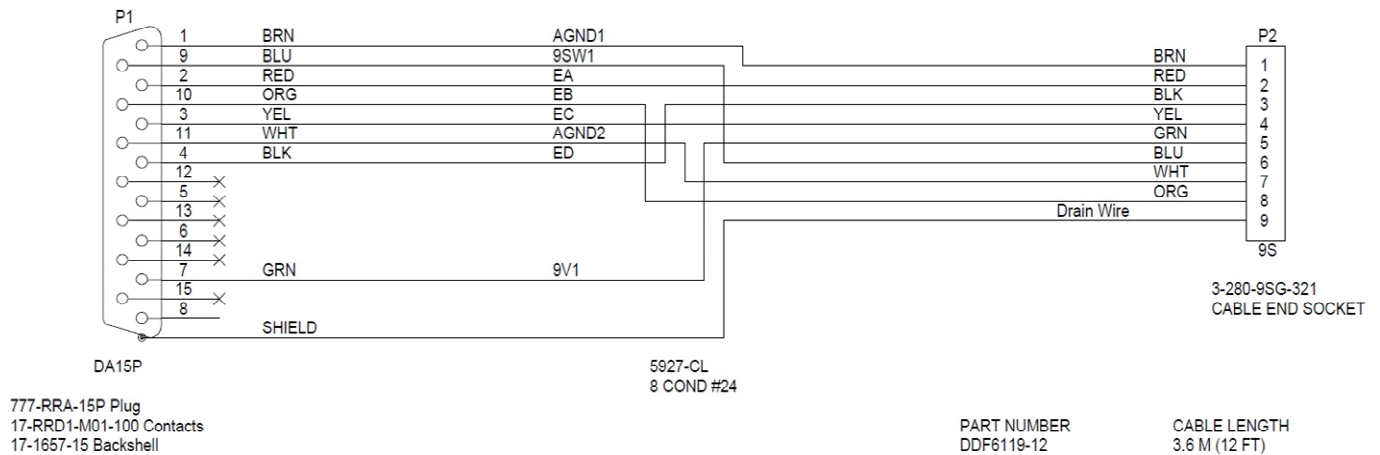 P1
P2
1 BRN AGND1
9 BLU 9SW1
BRN 1
2 RED EA
RED 2
10 ORG EB
BLK 3
3 YEL EC
YEL 4
11 WHT AGND2
GRN 5
4 BLK ED
BLU 6
12
WHT 7
5
ORG 8
13
Drain Wire 9
6
14
9S
7 GRN 9V1
15
3-280-9SG-321
8
CABLE END SOCKET
SHIELD
DA15P
5927-CL
8 COND #24
777-RRA-15P Plug
17-RRD1-M01-100 Contacts
17-1657-15 Backshell
PART NUMBER CABLE LENGTH
DDF6119-12 3.6 M (12 FT)